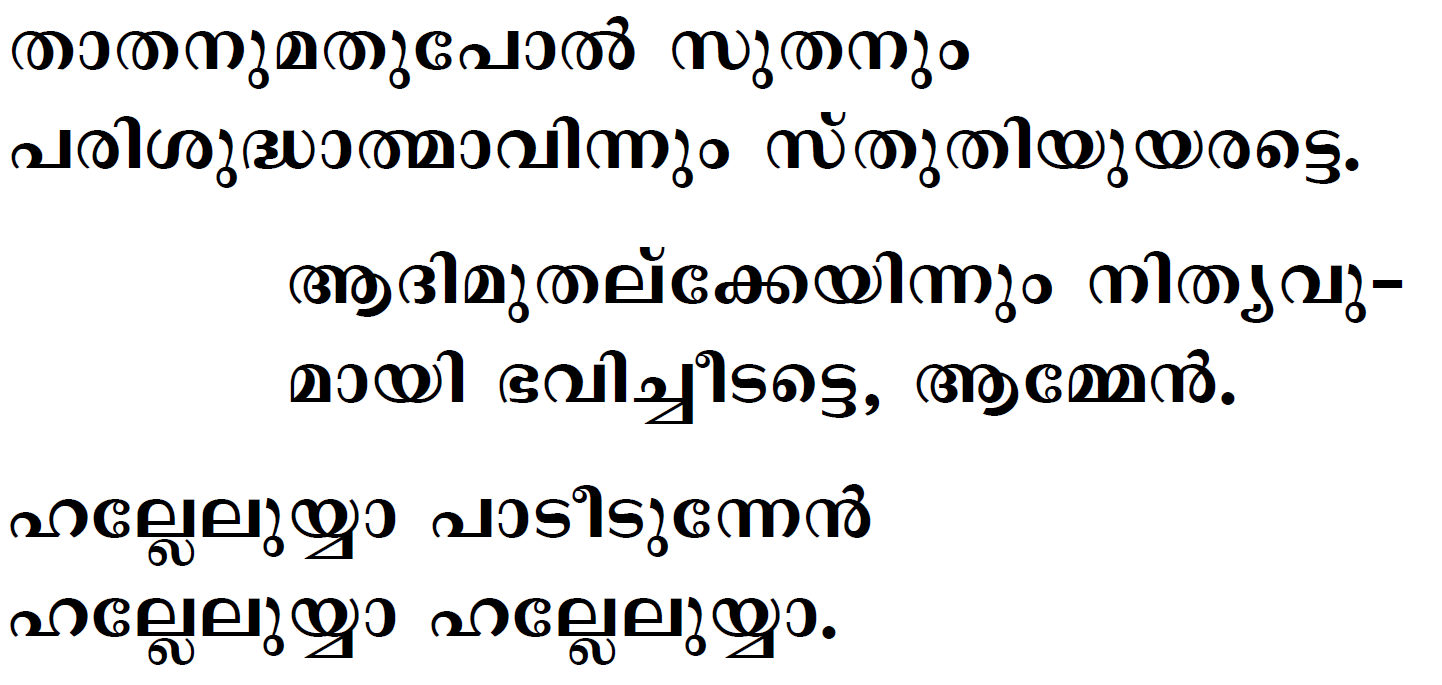 താതനുമതുപോൽ സുതനും
പരിശുദ്ധാത്മാവിന്നും സ്തുതിയുയരട്ടെ.
ആദിമുതല്ക്കേയിന്നും നിത്യവു-
മായി ഭവിച്ചീടട്ടെ, ആമ്മേൻ.
ഹല്ലേലുയ്യാ പാടീടുന്നേൻ
ഹല്ലേലുയ്യാ ഹല്ലേലുയ്യാ.